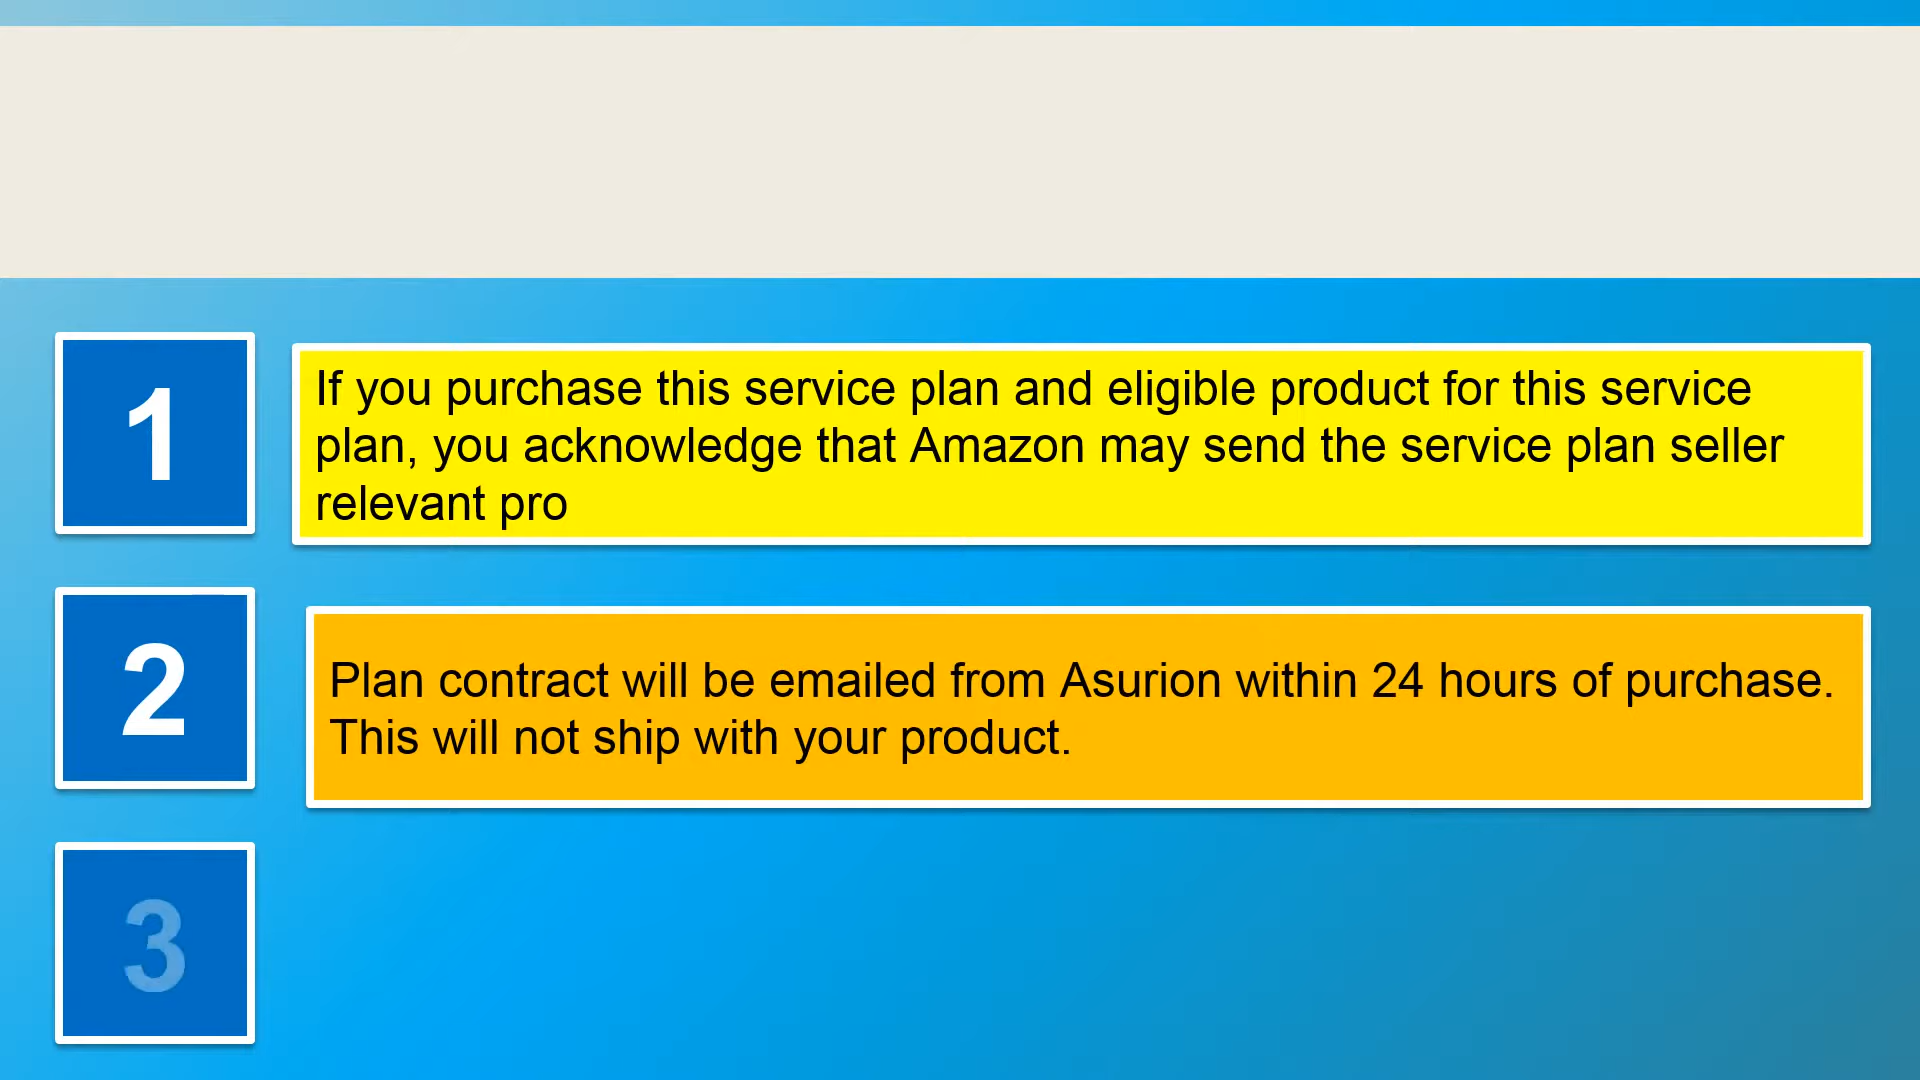 1
If you purchase this service plan and eligible product for this service
plan, you acknowledge that Amazon may send the service plan seller
relevant pro
2
Plan contract will be emailed from Asurion within 24 hours of purchase.
This will not ship with your product.
3